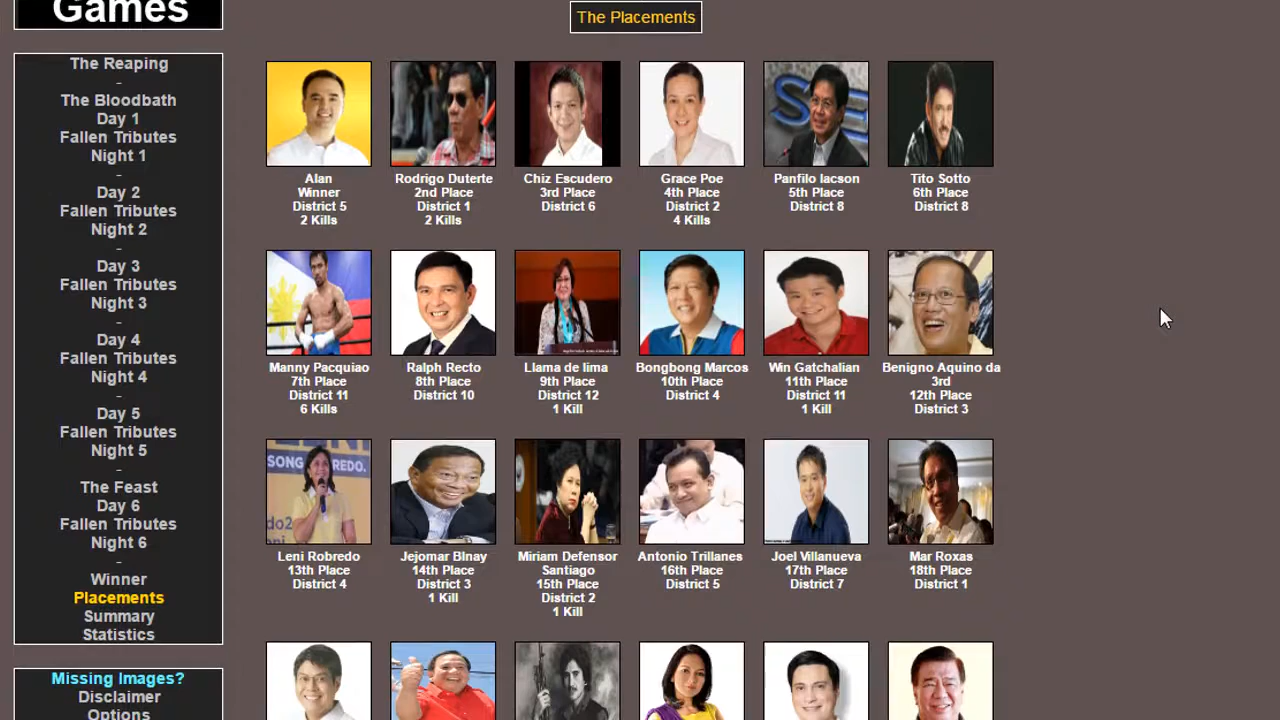 Games
The Reaping
-
The Bloodbath
Day 1
Fallen Tributes
Night 1
-
Day 2
Fallen Tributes
Night 2
-
Day 3
Fallen Tributes
Night 3
-
Day 4
Fallen Tributes
Night 4
-
Day 5
Fallen Tributes
Night 5
-
The Feast
Day 6
Fallen Tributes
Night 6
-
Winner
Placements
Summary
Statistics
Missing Images?
Disclaimer
Options
The Placements
Alan
Winner
District 5
2 Kills
Rodrigo Duterte
2nd Place
District 1
2 Kills
Chiz Escudero
3rd Place
District 6
Grace Poe
4th Place
District 2
4 Kills
Panfilo lacson
5th Place
District 8
Tito Sotto
6th Place
District 8
Manny Pacquiao
7th Place
District 11
6 Kills
Ralph Recto
8th Place
District 10
Llama de lima
9th Place
District 12
1 Kill
Bongbong Marcos
10th Place
District 4
Win Gatchalian
11th Place
District 11
1 Kill
Benigno Aquino da
3rd
12th Place
District 3
SONG
REDO.
Leni Robredo
13th Place
District 4
Jejomar BInay
14th Place
District 3
1 Kill
Miriam Defensor
Santiago
15th Place
District 2
1 Kill
Antonio Trillanes
16th Place
District 5
Joel Villanueva
17th Place
District 7
Mar Roxas
18th Place
District 1